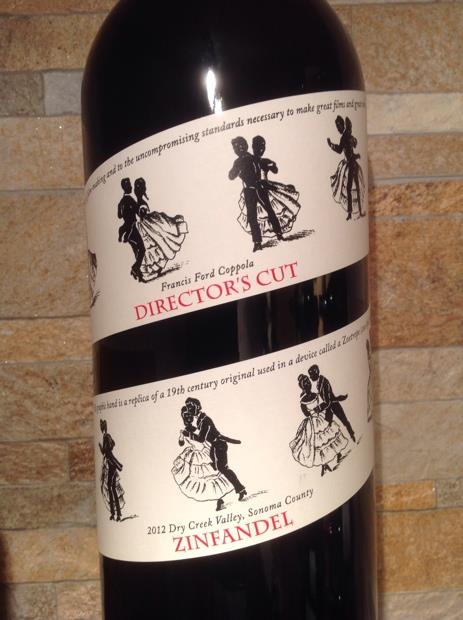 making and to the uncompromising standards necessary to make great films and great
Francis Ford Coppola
DIRECTOR'S CUT
graphic band is a replica of a 19th century original used in a device called a Zoetrope
2012 Dry Creek Valley, Sonoma County
ZINFANDEL